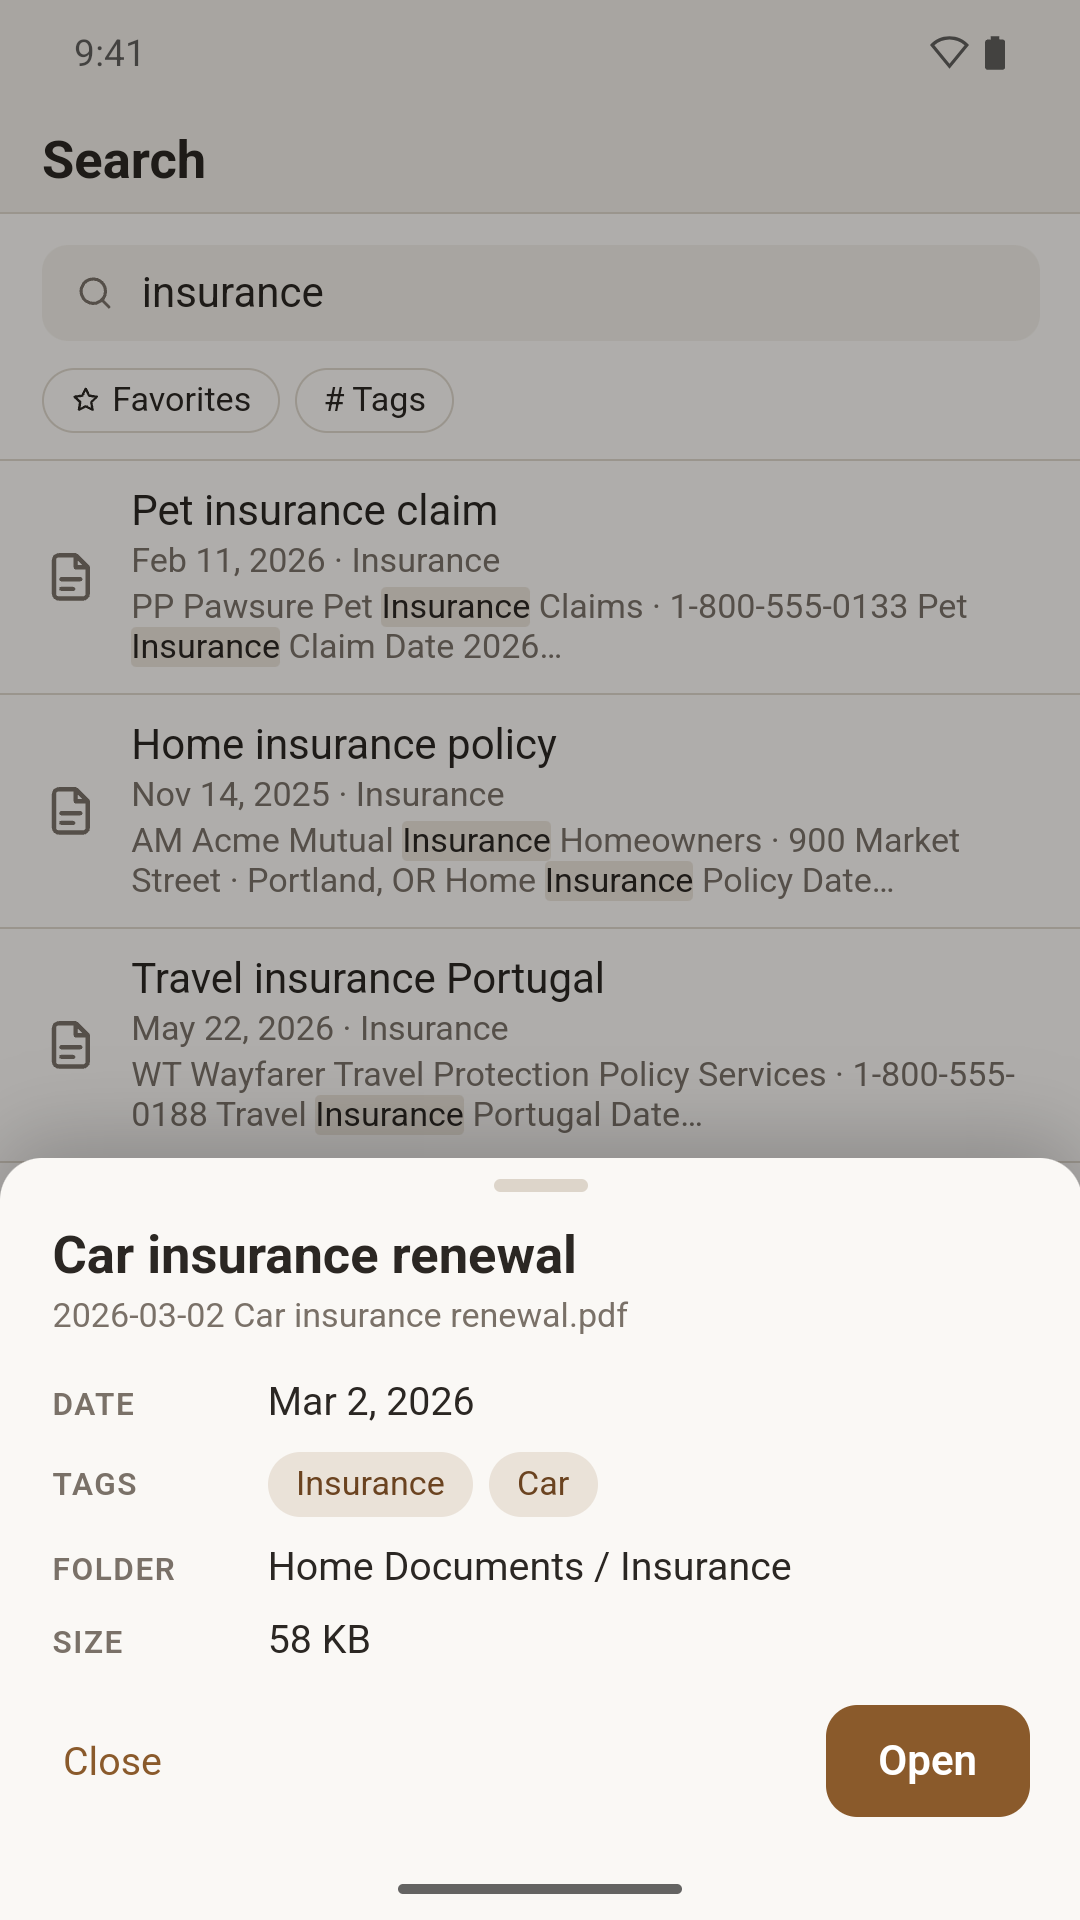 9:41
Search
insurance
Favorites
# Tags
Pet insurance claim
Feb 11, 2026 · Insurance
PP Pawsure Pet Insurance Claims · 1-800-555-0133 Pet
Insurance Claim Date 2026…
Home insurance policy
Nov 14, 2025 · Insurance
AM Acme Mutual Insurance Homeowners · 900 Market
Street · Portland, OR Home Insurance Policy Date…
Travel insurance Portugal
May 22, 2026 · Insurance
WT Wayfarer Travel Protection Policy Services · 1-800-555-
0188 Travel Insurance Portugal Date…
Car insurance renewal
2026-03-02 Car insurance renewal.pdf
DATE Mar 2, 2026
TAGS Insurance Car
FOLDER Home Documents / Insurance
SIZE 58 KB
Close Open